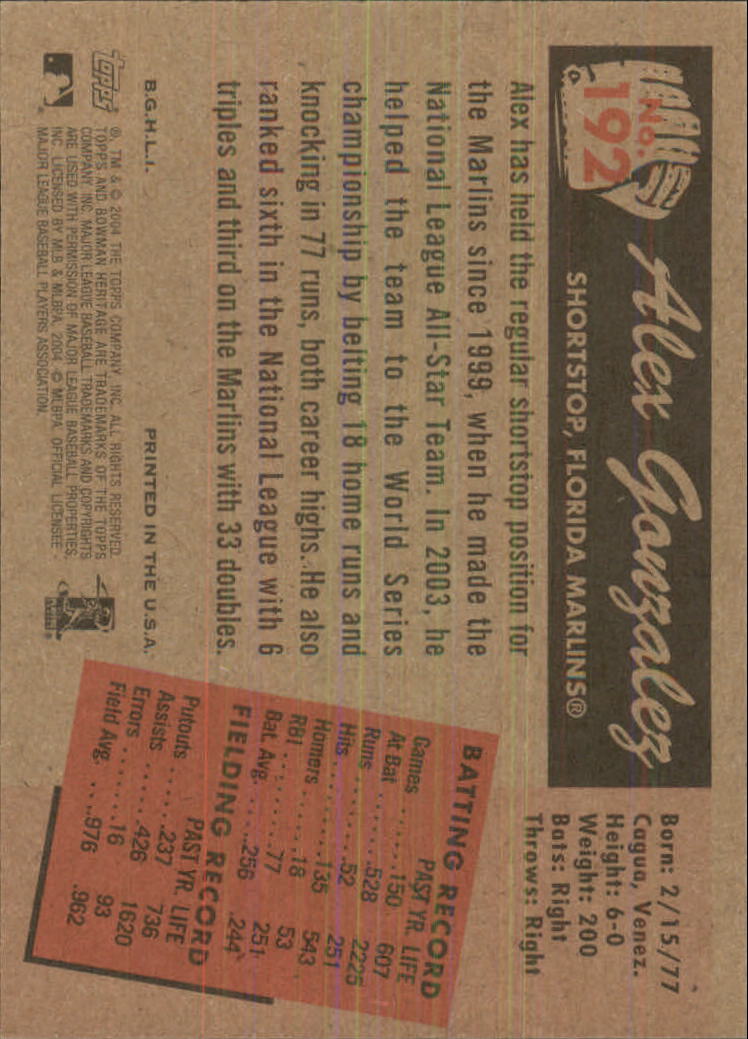 No.
192
Alex Gonzalez
SHORTSTOP, FLORIDA MARLINS®
Born: 2/15/77
Cagua, Venez.
Height: 6-0
Weight: 200
Bats: Right
Throws: Right
Alex has held the regular shortstop position for
the Marlins since 1999, when he made the
National League All-Star Team. In 2003, he
helped the team to the World Series
championship by belting 18 home runs and
knocking in 77 runs, both career highs. He also
ranked sixth in the National League with 6
triples and third on the Marlins with 33 doubles.
BATTING RECORD
PAST YR. LIFE
Games ......150 607
At Bat ......528 2225
Runs ........52 251
Hits ........135 543
Homers ......18 53
RBI ........77 251
Bat. Avg. .....256 .244
FIELDING RECORD
PAST YR. LIFE
Putouts ......237 736
Assists ......426 1620
Errors ......16 93
Field Avg. .....976 .962
B.G.H.L.I. PRINTED IN THE U.S.A.
topps
® TM & © 2004 THE TOPPS COMPANY, INC. ALL RIGHTS RESERVED.
TOPPS AND BOWMAN HERITAGE ARE TRADEMARKS OF THE TOPPS
COMPANY, INC. MAJOR LEAGUE BASEBALL TRADEMARKS AND COPYRIGHTS
ARE USED WITH PERMISSION OF MAJOR LEAGUE BASEBALL PROPERTIES,
INC. LICENSED BY MLB & MLBPA, 2004. © MLBPA. OFFICIAL LICENSEE -
MAJOR LEAGUE BASEBALL PLAYERS ASSOCIATION.